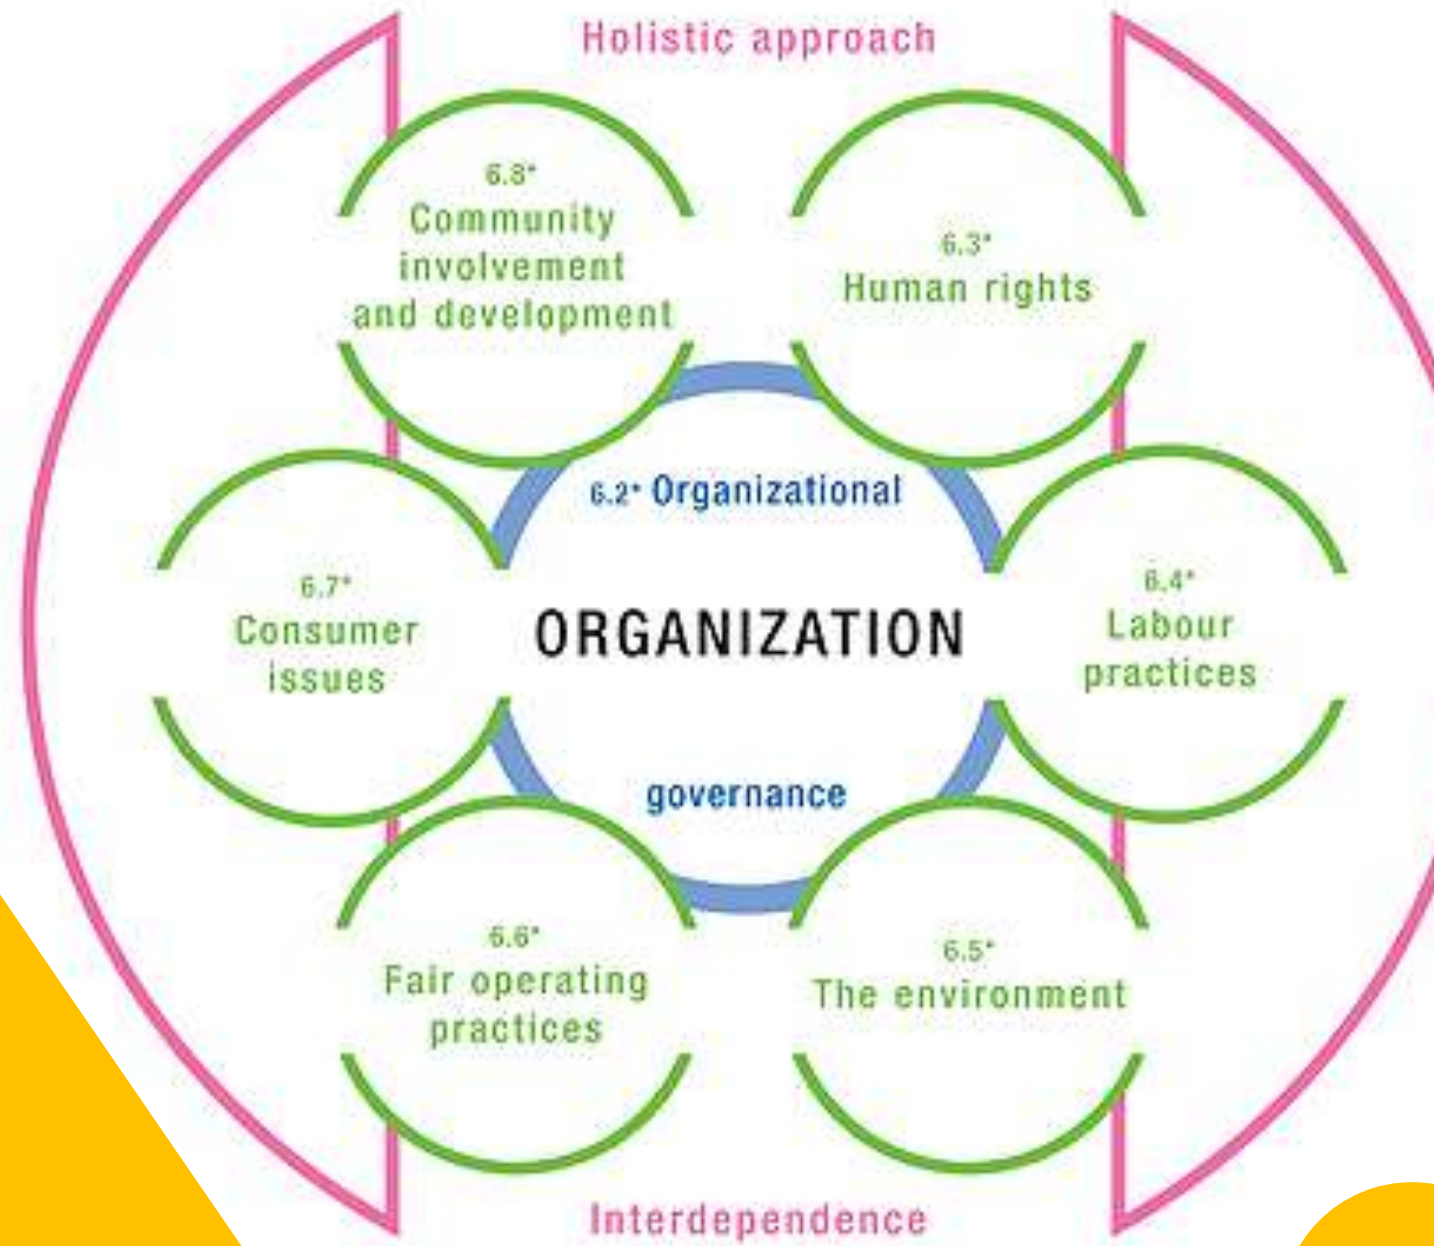 Holistic approach
6.8*
Community
involvement
and development
6.3*
Human rights
6.2* Organizational
6.7*
Consumer
issues
ORGANIZATION
6.4*
Labour
practices
governance
6.6*
Fair operating
practices
6.5*
The environment
Interdependence